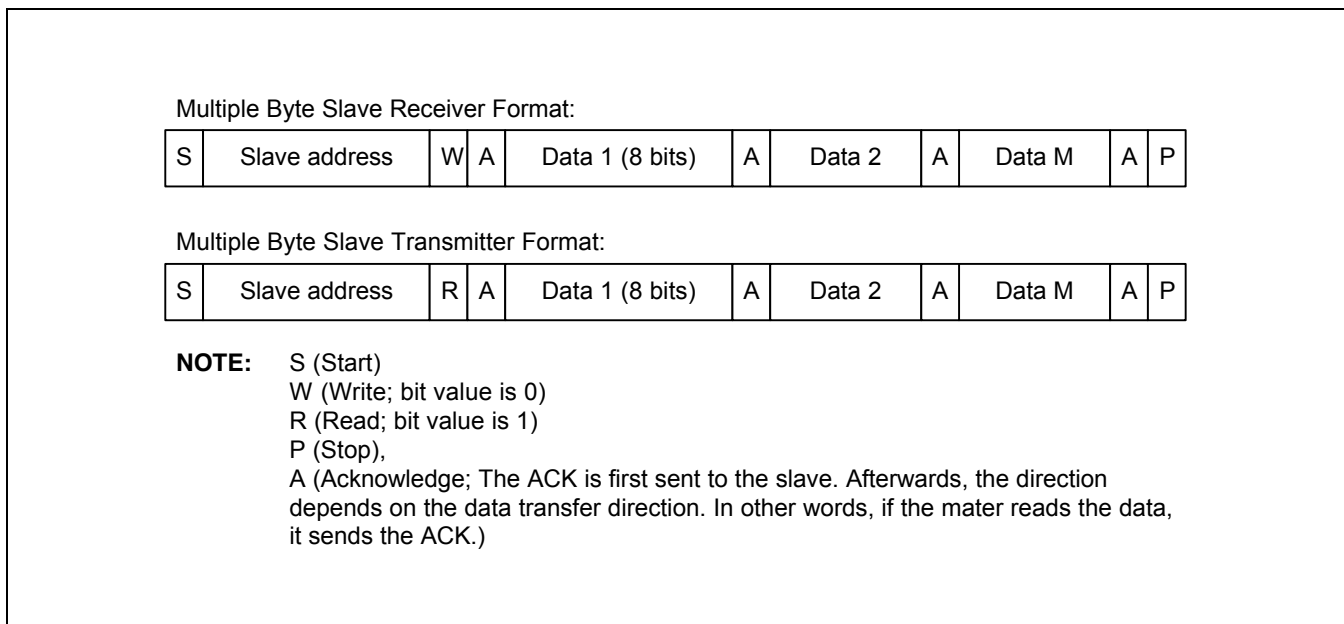 Multiple Byte Slave Receiver Format:
S Slave address W A Data 1 (8 bits) A Data 2 A Data M A P
Multiple Byte Slave Transmitter Format:
S Slave address R A Data 1 (8 bits) A Data 2 A Data M A P
NOTE: S (Start)
W (Write; bit value is 0)
R (Read; bit value is 1)
P (Stop),
A (Acknowledge; The ACK is first sent to the slave. Afterwards, the direction
depends on the data transfer direction. In other words, if the mater reads the data,
it sends the ACK.)